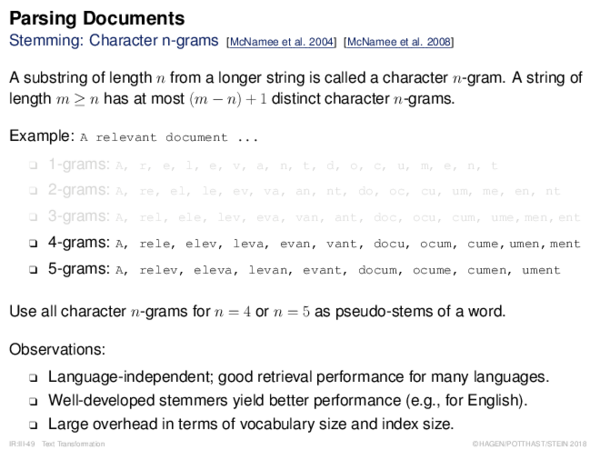 Parsing Documents
Stemming: Character n-grams [McNamee et al. 2004] [McNamee et al. 2008]
A substring of length n from a longer string is called a character n-gram. A string of
length m ≥ n has at most (m − n) + 1 distinct character n-grams.
Example: A relevant document ...
❏ 1-grams: A, r, e, l, e, v, a, n, t, d, o, c, u, m, e, n, t
❏ 2-grams: A, re, el, le, ev, va, an, nt, do, oc, cu, um, me, en, nt
❏ 3-grams: A, rel, ele, lev, eva, van, ant, doc, ocu, cum, ume, men, ent
❏ 4-grams: A, rele, elev, leva, evan, vant, docu, ocum, cume, umen, ment
❏ 5-grams: A, relev, eleva, levan, evant, docum, ocume, cumen, ument
Use all character n-grams for n = 4 or n = 5 as pseudo-stems of a word.
Observations:
❏ Language-independent; good retrieval performance for many languages.
❏ Well-developed stemmers yield better performance (e.g., for English).
❏ Large overhead in terms of vocabulary size and index size.
IR:III-49 Text Transformation ©HAGEN/POTTHAST/STEIN 2018